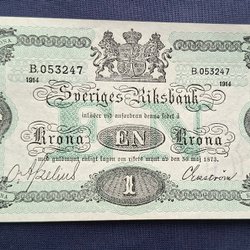 B.053247 B.053247
1914 1914
Sveriges Riksbank
inlöser vid anfordran denna sedel å
Krona EN Krona
med guldmynt enligt lagen om rikets mynt av den 30 maj 1873.
1